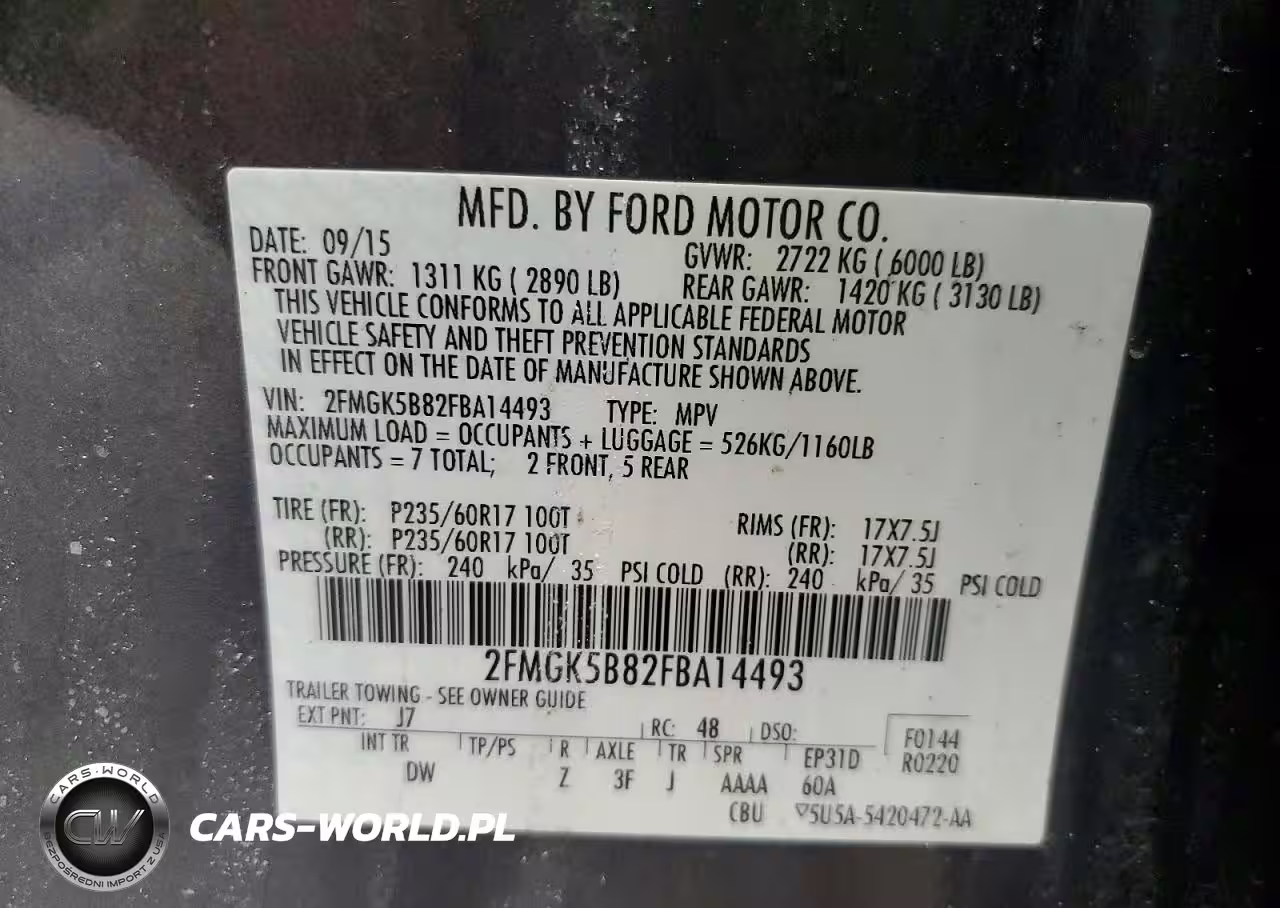 MFD. BY FORD MOTOR CO.
DATE: 09/15 GVWR: 2722 KG ( 6000 LB)
FRONT GAWR: 1311 KG ( 2890 LB) REAR GAWR: 1420 KG ( 3130 LB)
THIS VEHICLE CONFORMS TO ALL APPLICABLE FEDERAL MOTOR
VEHICLE SAFETY AND THEFT PREVENTION STANDARDS
IN EFFECT ON THE DATE OF MANUFACTURE SHOWN ABOVE.
VIN: 2FMGK5B82FBA14493 TYPE: MPV
MAXIMUM LOAD = OCCUPANTS + LUGGAGE = 526KG/1160LB
OCCUPANTS = 7 TOTAL; 2 FRONT, 5 REAR
TIRE (FR): P235/60R17 100T RIMS (FR): 17X7.5J
(RR): P235/60R17 100T (RR): 17X7.5J
PRESSURE (FR): 240 kPa/ 35 PSI COLD (RR): 240 kPa/ 35 PSI COLD
2FMGK5B82FBA14493
TRAILER TOWING - SEE OWNER GUIDE
EXT PNT: J7 RC: 48 DSO: F0144
INT TR TP/PS R AXLE TR SPR EP31D R0220
DW Z 3F J AAAA 60A
CBU ▽5U5A-5420472-AA
CARS-WORLD
CW
BEZPOŚREDNI IMPORT Z USA
CARS-WORLD.PL